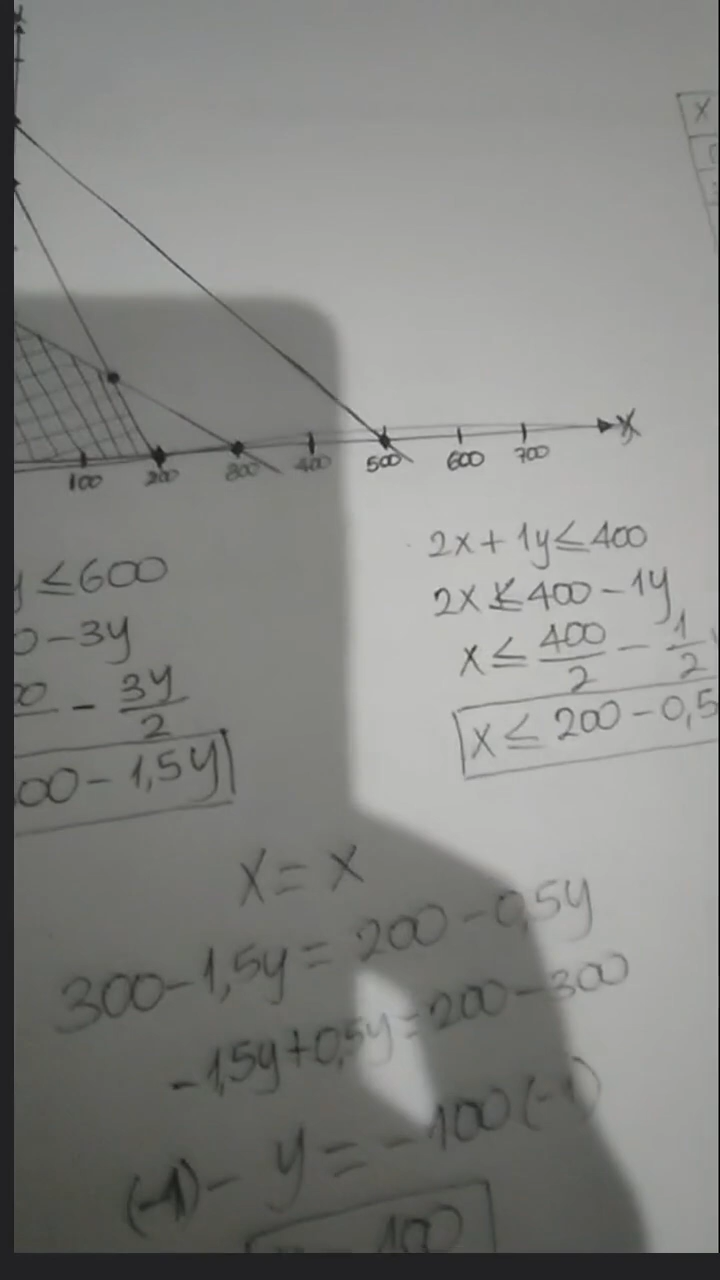 X
X
100 200 300 400 500 600 700
y ≤ 600
0 - 3y
00 - 3y/2
00 - 1,5y
2x + 1y ≤ 400
2x ≤ 400 - 1y
x ≤ 400/2 - 1/2
x ≤ 200 - 0,5
X = X
300 - 1,5y = 200 - 0,5y
- 1,5y + 0,5y = 200 - 300
(-1) - y = - 100 (-1)
100